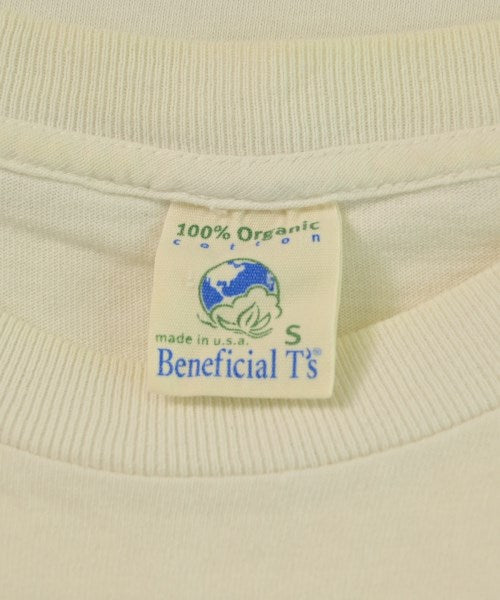 100% Organic
cotton
made in u.s.a. S
Beneficial T's®